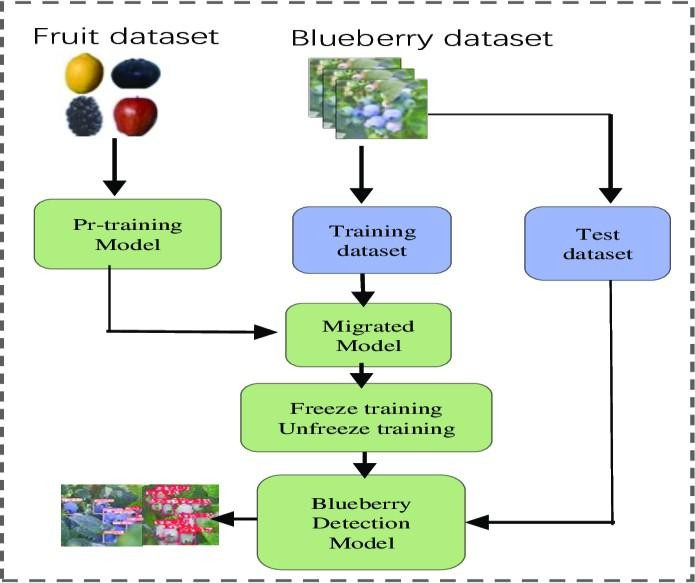 Fruit dataset
Blueberry dataset
Pr-training
Model
Training
dataset
Test
dataset
Migrated
Model
Freeze training
Unfreeze training
Blueberry
Detection
Model